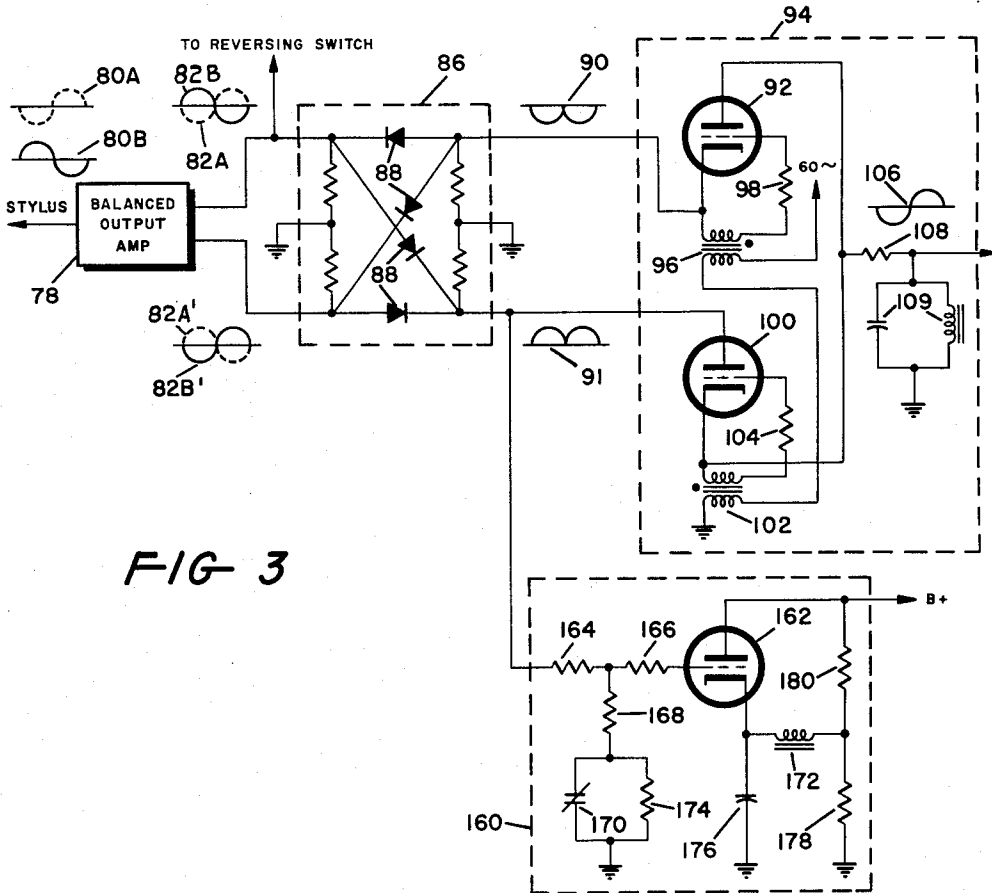 94
TO REVERSING SWITCH
80A
82B
86
90
92
82A
80B
88
98
60~
106
STYLUS
BALANCED
OUTPUT
AMP
108
96
78
88
109
82A'
100
91
82B'
104
102
FIG- 3
B+
162
164
166
180
168
172
170
174
160
176
178